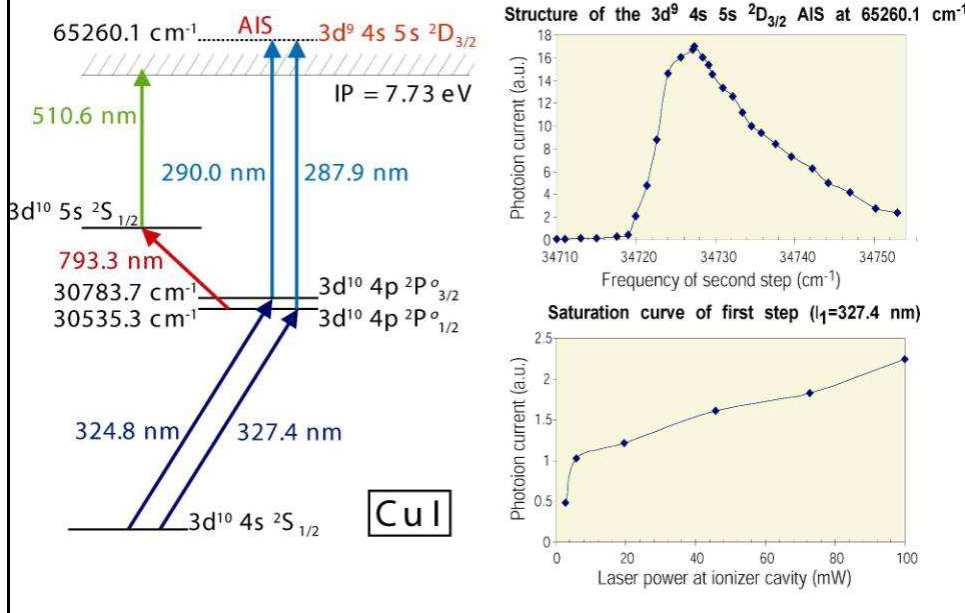 65260.1 cm⁻¹
AIS
3d⁹ 4s 5s ²D₃/₂
IP = 7.73 eV
510.6 nm
290.0 nm
287.9 nm
3d¹⁰ 5s ²S₁/₂
793.3 nm
30783.7 cm⁻¹
3d¹⁰ 4p ²P°₃/₂
30535.3 cm⁻¹
3d¹⁰ 4p ²P°₁/₂
324.8 nm
327.4 nm
3d¹⁰ 4s ²S₁/₂
CuI
Structure of the 3d⁹ 4s 5s ²D₃/₂ AIS at 65260.1 cm⁻¹
Photoion current (a.u.)
18
16
14
12
10
8
6
4
2
0
34710 34720 34730 34740 34750
Frequency of second step (cm⁻¹)
Saturation curve of first step (l₁=327.4 nm)
Photoion current (a.u.)
2.5
2
1.5
1
0.5
0
0 20 40 60 80 100
Laser power at ionizer cavity (mW)